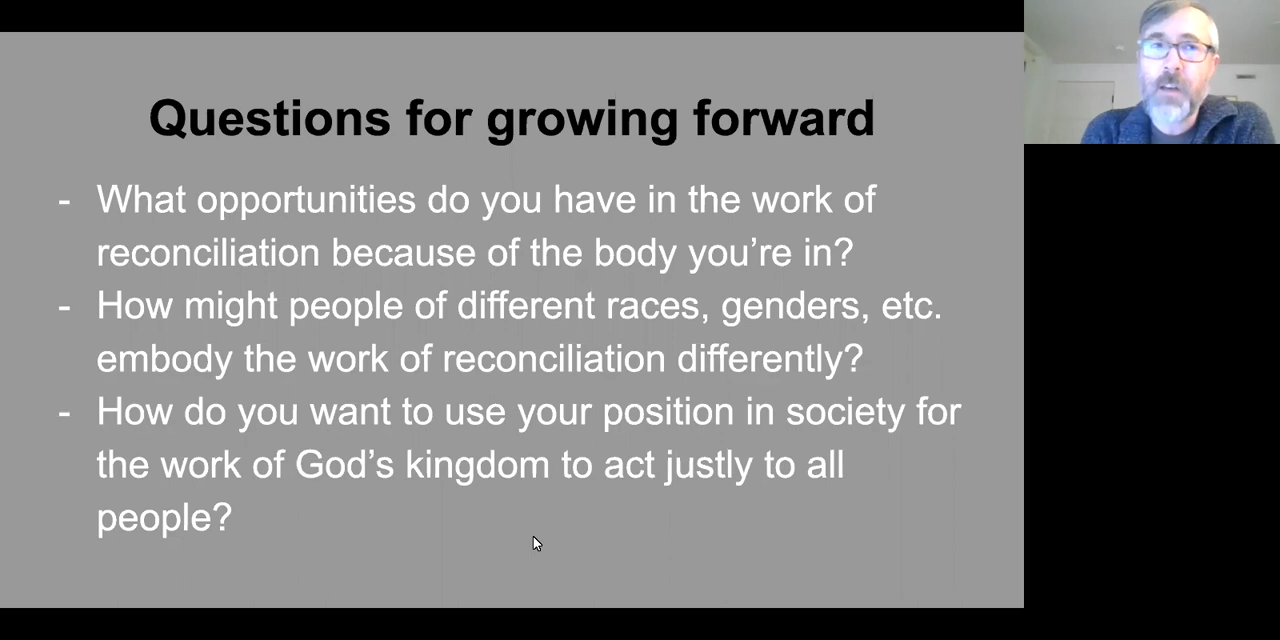 Questions for growing forward
- What opportunities do you have in the work of
reconciliation because of the body you’re in?
- How might people of different races, genders, etc.
embody the work of reconciliation differently?
- How do you want to use your position in society for
the work of God’s kingdom to act justly to all
people?